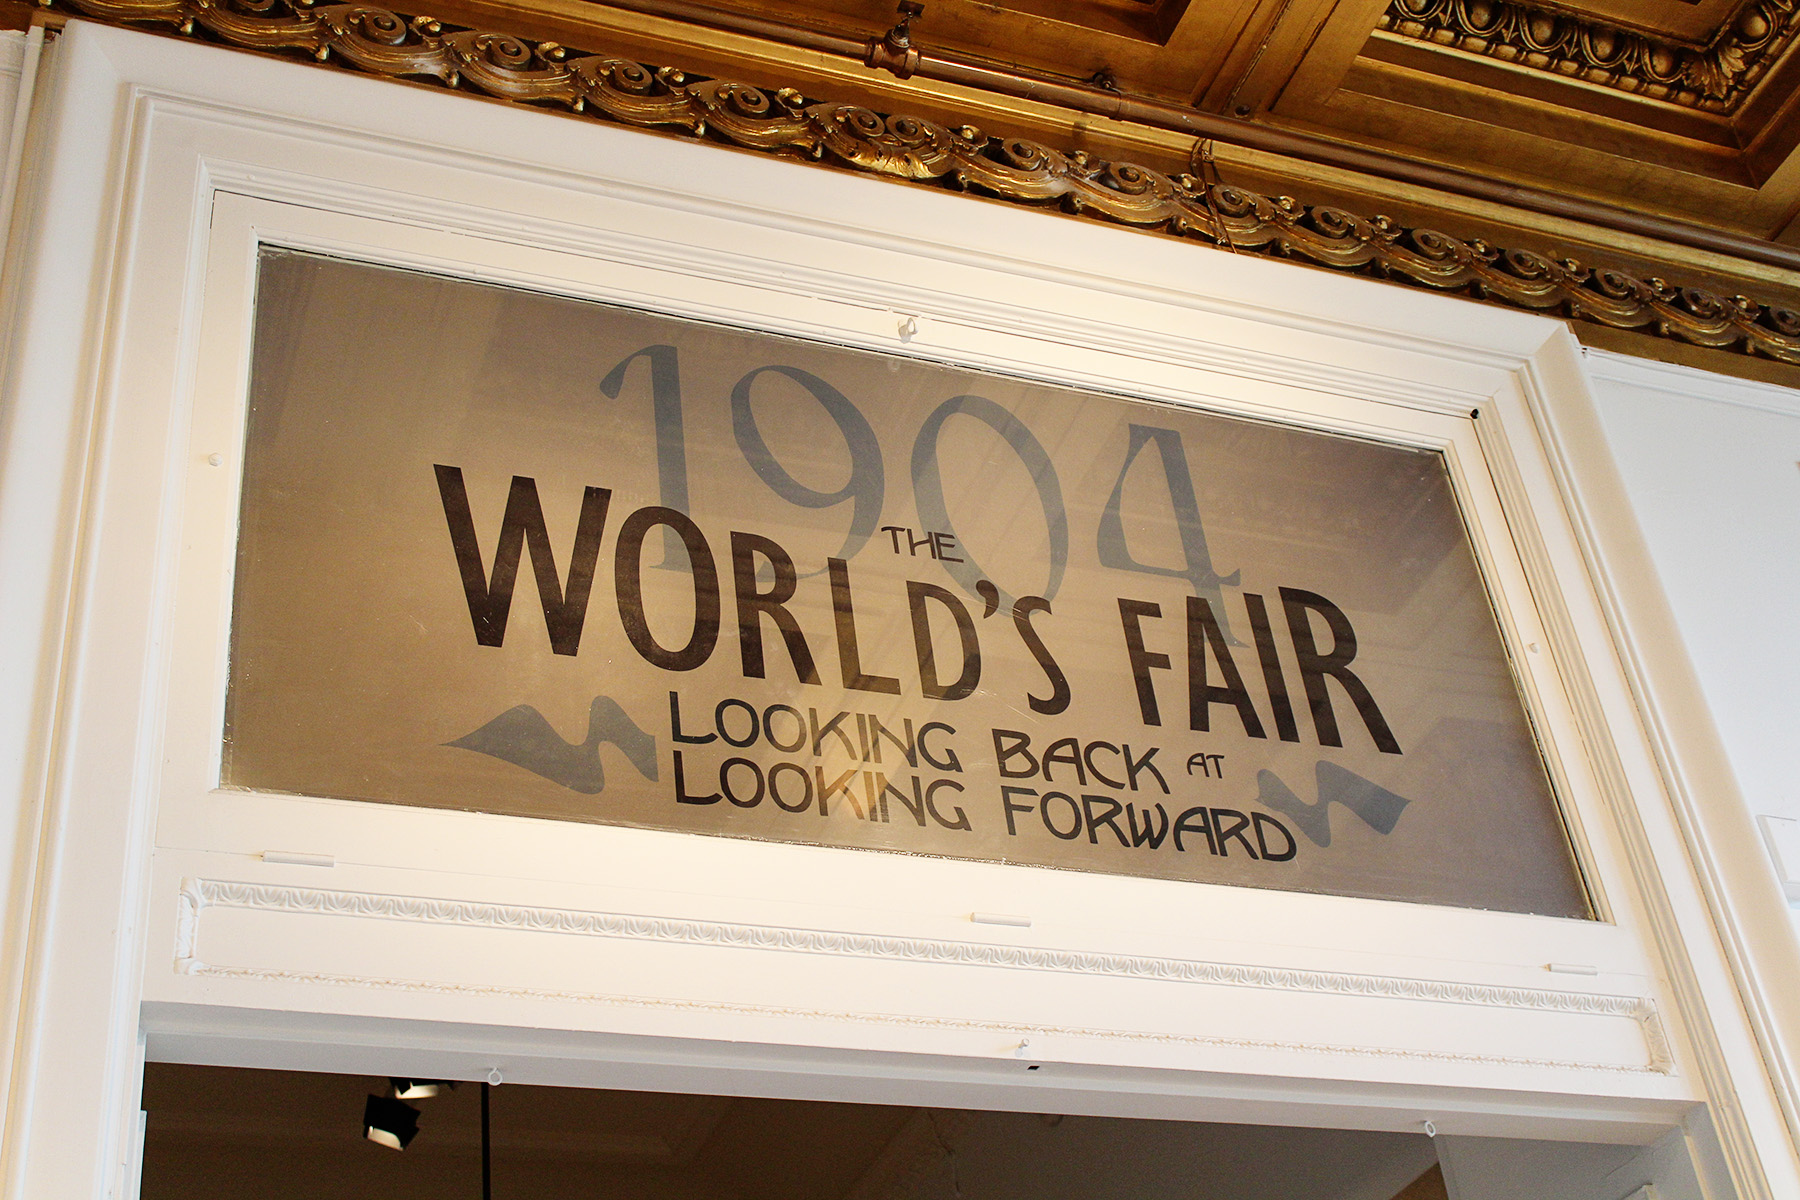 1904
THE
WORLD'S FAIR
LOOKING BACK AT
LOOKING FORWARD